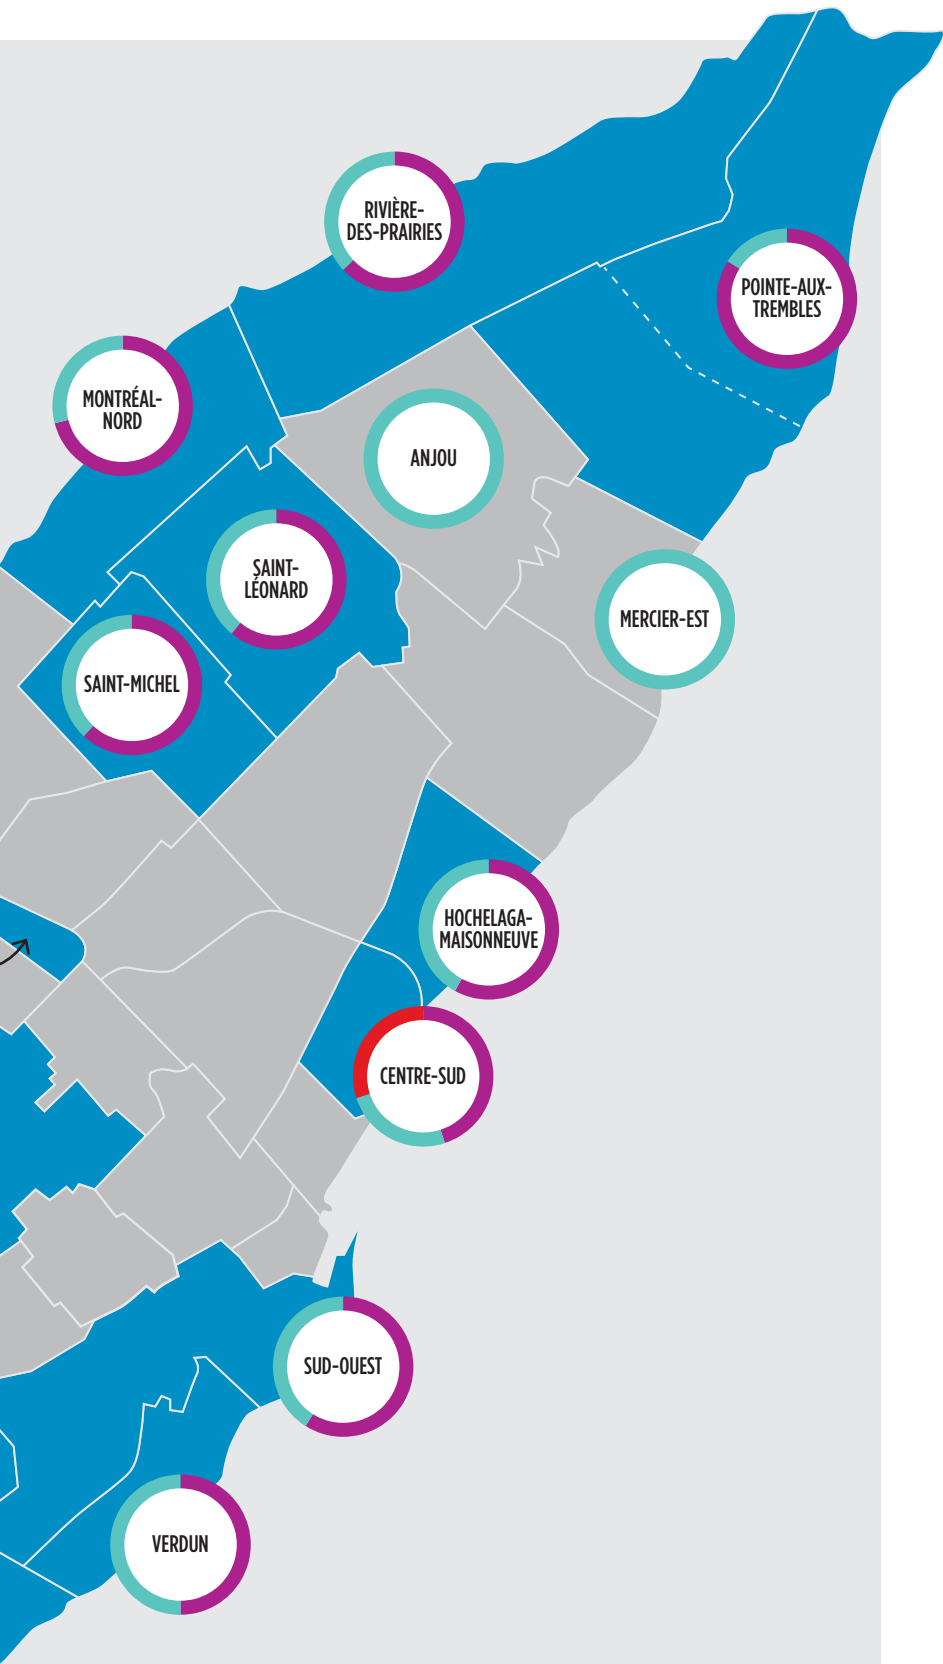 RIVIÈRE-
DES-PRAIRIES
POINTE-AUX-
TREMBLES
MONTRÉAL-
NORD
ANJOU
SAINT-
LÉONARD
MERCIER-EST
SAINT-MICHEL
HOCHELAGA-
MAISONNEUVE
CENTRE-SUD
SUD-OUEST
VERDUN